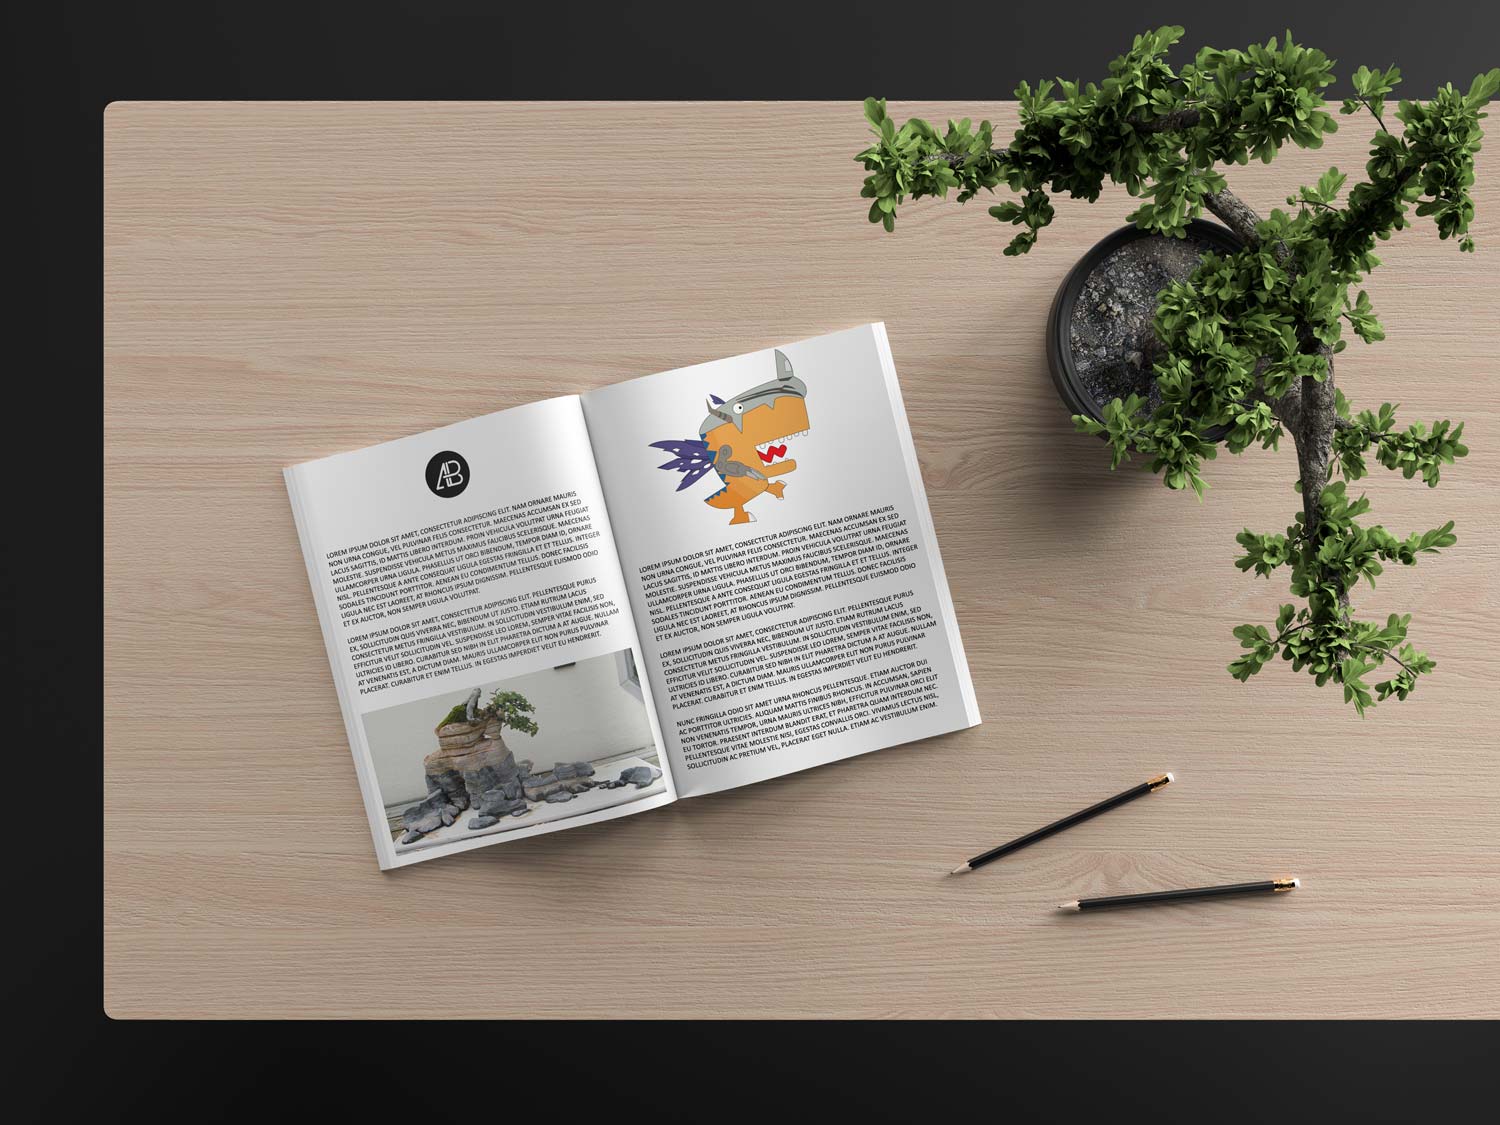 AB
LOREM IPSUM DOLOR SIT AMET, CONSECTETUR ADIPISCING ELIT. NAM ORNARE MAURIS
NON URNA CONGUE, VEL PULVINAR FELIS CONSECTETUR. MAECENAS ACCUMSAN EX SED
LACUS SAGITTIS, ID MATTIS LIBERO INTERDUM. PROIN VEHICULA VOLUTPAT URNA FEUGIAT
MOLESTIE. SUSPENDISSE VEHICULA METUS MAXIMUS FAUCIBUS SCELERISQUE. MAECENAS
ULLAMCORPER URNA LIGULA. PHASELLUS UT ORCI BIBENDUM, TEMPOR DIAM ID, ORNARE
NISL. PELLENTESQUE A ANTE CONSEQUAT LIGULA EGESTAS FRINGILLA ET ET TELLUS. INTEGER
SODALES TINCIDUNT PORTTITOR. AENEAN EU CONDIMENTUM TELLUS. DONEC FACILISIS
LIGULA NEC EST LAOREET, AT RHONCUS IPSUM DIGNISSIM. PELLENTESQUE EUISMOD ODIO
ET EX AUCTOR, NON SEMPER LIGULA VOLUTPAT.
LOREM IPSUM DOLOR SIT AMET, CONSECTETUR ADIPISCING ELIT. PELLENTESQUE PURUS
EX, SOLLICITUDIN QUIS VIVERRA NEC, BIBENDUM UT JUSTO. ETIAM RUTRUM LACUS
CONSECTETUR METUS FRINGILLA VESTIBULUM. IN SOLLICITUDIN VESTIBULUM ENIM, SED
EFFICITUR VELIT SOLLICITUDIN VEL. SUSPENDISSE LEO LOREM, SEMPER VITAE FACILISIS NON,
ULTRICIES ID LIBERO. CURABITUR SED NIBH IN ELIT PHARETRA DICTUM A AT AUGUE. NULLAM
AT VENENATIS EST, A DICTUM DIAM. MAURIS ULLAMCORPER ELIT NON PURUS PULVINAR
PLACERAT. CURABITUR ET ENIM TELLUS. IN EGESTAS IMPERDIET VELIT EU HENDRERIT.
LOREM IPSUM DOLOR SIT AMET, CONSECTETUR ADIPISCING ELIT. NAM ORNARE MAURIS
NON URNA CONGUE, VEL PULVINAR FELIS CONSECTETUR. MAECENAS ACCUMSAN EX SED
LACUS SAGITTIS, ID MATTIS LIBERO INTERDUM. PROIN VEHICULA VOLUTPAT URNA FEUGIAT
MOLESTIE. SUSPENDISSE VEHICULA METUS MAXIMUS FAUCIBUS SCELERISQUE. MAECENAS
ULLAMCORPER URNA LIGULA. PHASELLUS UT ORCI BIBENDUM, TEMPOR DIAM ID, ORNARE
NISL. PELLENTESQUE A ANTE CONSEQUAT LIGULA EGESTAS FRINGILLA ET ET TELLUS. INTEGER
SODALES TINCIDUNT PORTTITOR. AENEAN EU CONDIMENTUM TELLUS. DONEC FACILISIS
LIGULA NEC EST LAOREET, AT RHONCUS IPSUM DIGNISSIM. PELLENTESQUE EUISMOD ODIO
ET EX AUCTOR, NON SEMPER LIGULA VOLUTPAT.
LOREM IPSUM DOLOR SIT AMET, CONSECTETUR ADIPISCING ELIT. PELLENTESQUE PURUS
EX, SOLLICITUDIN QUIS VIVERRA NEC, BIBENDUM UT JUSTO. ETIAM RUTRUM LACUS
CONSECTETUR METUS FRINGILLA VESTIBULUM. IN SOLLICITUDIN VESTIBULUM ENIM, SED
EFFICITUR VELIT SOLLICITUDIN VEL. SUSPENDISSE LEO LOREM, SEMPER VITAE FACILISIS NON,
ULTRICIES ID LIBERO. CURABITUR SED NIBH IN ELIT PHARETRA DICTUM A AT AUGUE. NULLAM
AT VENENATIS EST, A DICTUM DIAM. MAURIS ULLAMCORPER ELIT NON PURUS PULVINAR
PLACERAT. CURABITUR ET ENIM TELLUS. IN EGESTAS IMPERDIET VELIT EU HENDRERIT.
NUNC FRINGILLA ODIO SIT AMET URNA RHONCUS PELLENTESQUE. ETIAM AUCTOR DUI
AC PORTTITOR ULTRICIES. ALIQUAM MATTIS FINIBUS RHONCUS. IN ACCUMSAN, SAPIEN
NON VENENATIS TEMPOR, URNA MAURIS ULTRICES NIBH, EFFICITUR PULVINAR ORCI ELIT
EU TORTOR. PRAESENT INTERDUM BLANDIT ERAT, ET PHARETRA QUAM INTERDUM NEC.
PELLENTESQUE VITAE MOLESTIE NISI, EGESTAS CONVALLIS ORCI. VIVAMUS LECTUS NISL,
SOLLICITUDIN AC PRETIUM VEL, PLACERAT EGET NULLA. ETIAM AC VESTIBULUM ENIM.